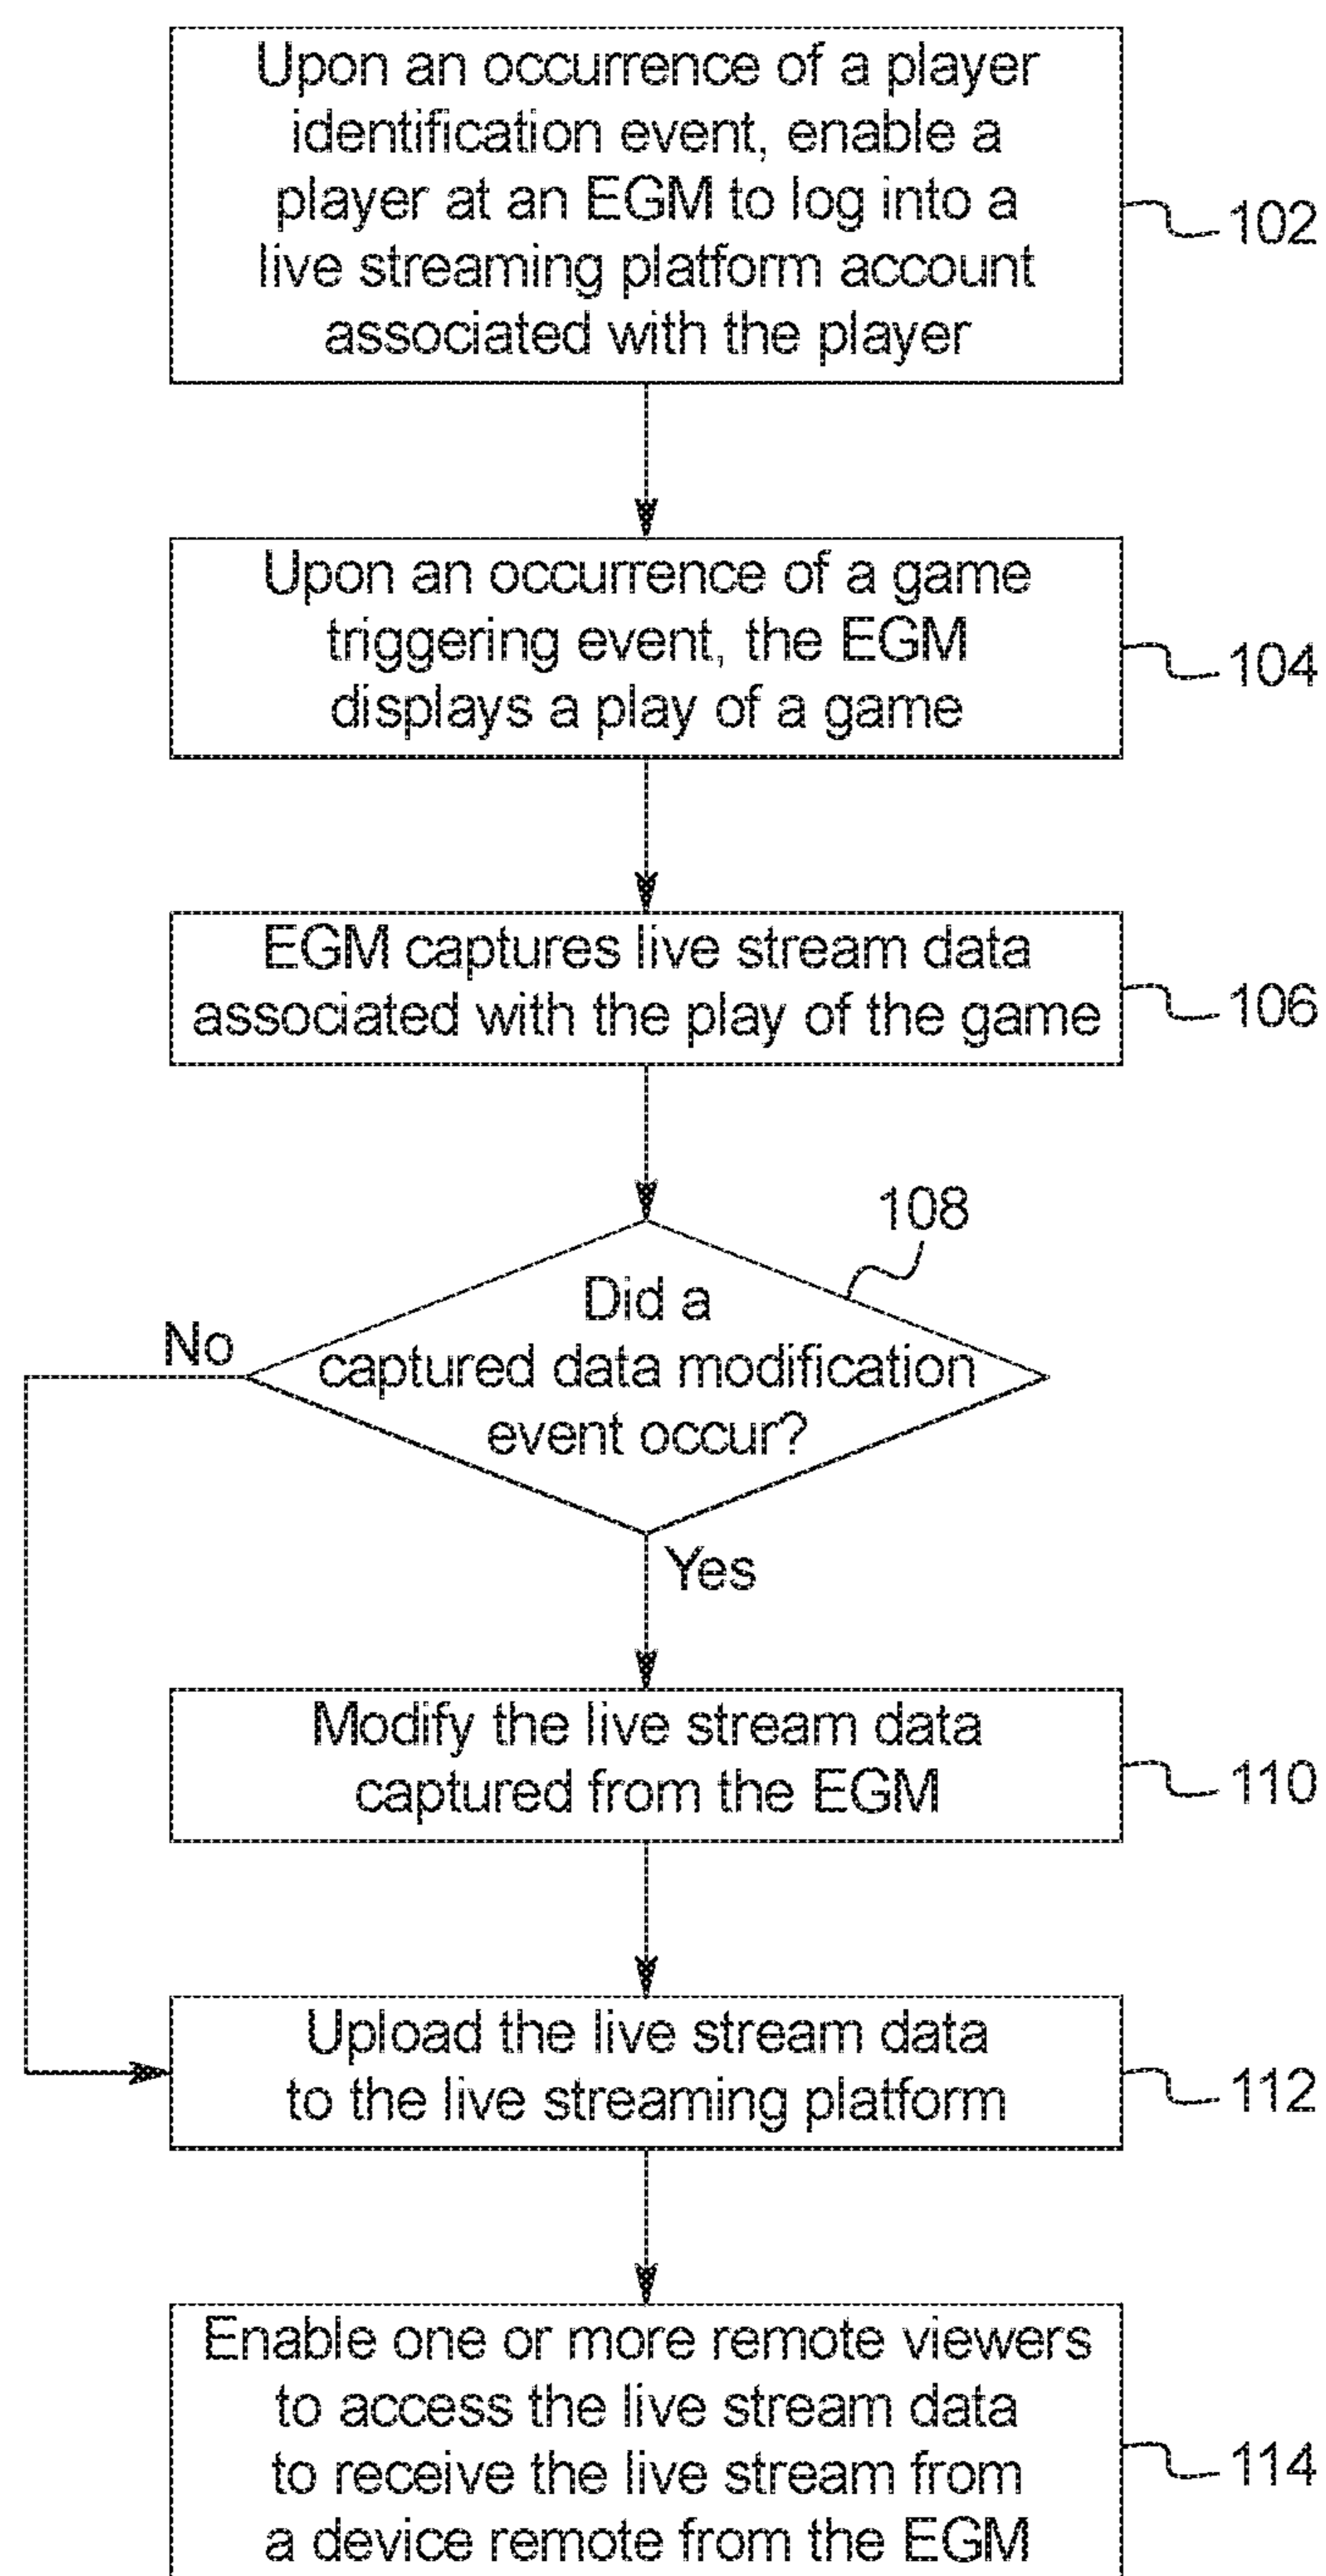 Upon an occurrence of a player
identification event, enable a
player at an EGM to log into a
live streaming platform account
associated with the player
102
Upon an occurrence of a game
triggering event, the EGM
displays a play of a game
104
EGM captures live stream data
associated with the play of the game
106
108
Did a
captured data modification
event occur?
No
Yes
Modify the live stream data
captured from the EGM
110
Upload the live stream data
to the live streaming platform
112
Enable one or more remote viewers
to access the live stream data
to receive the live stream from
a device remote from the EGM
114